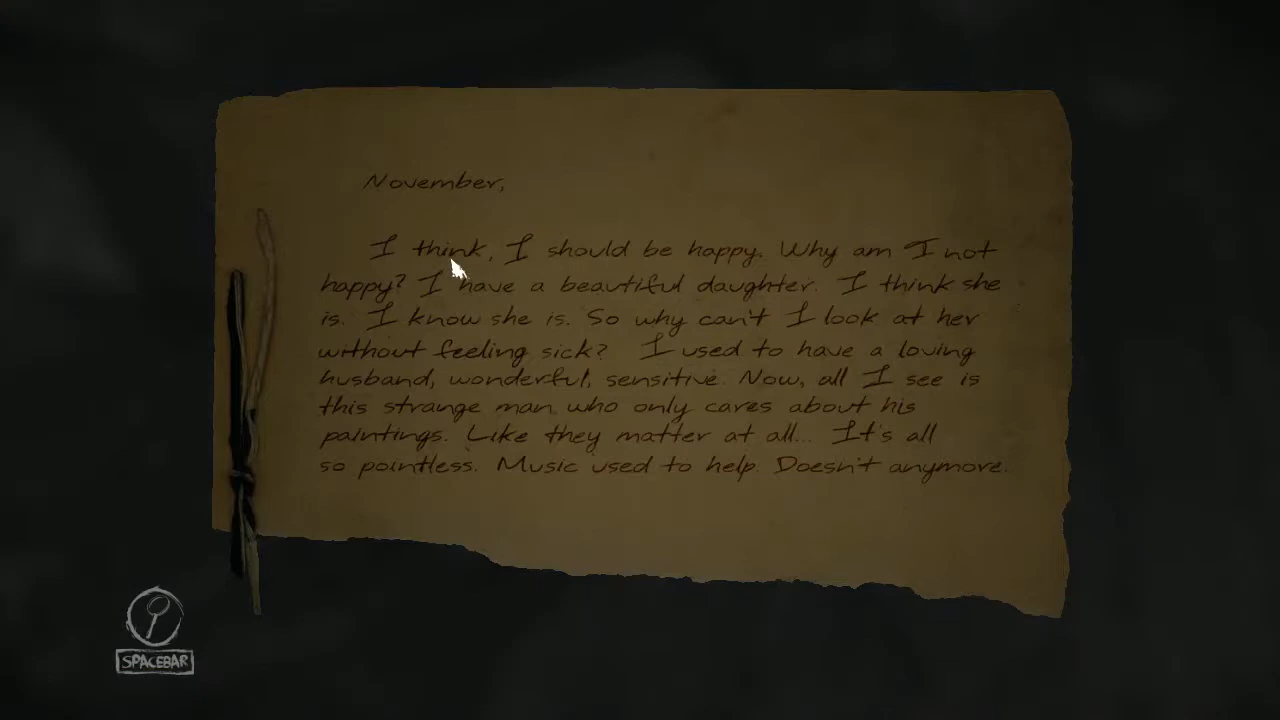 November,
I think, I should be happy. Why am I not
happy? I have a beautiful daughter. I think she
is. I know she is. So why can't I look at her
without feeling sick? I used to have a loving
husband, wonderful, sensitive. Now, all I see is
this strange man who only cares about his
paintings. Like they matter at all... It's all
so pointless. Music used to help. Doesn't anymore.
SPACEBAR